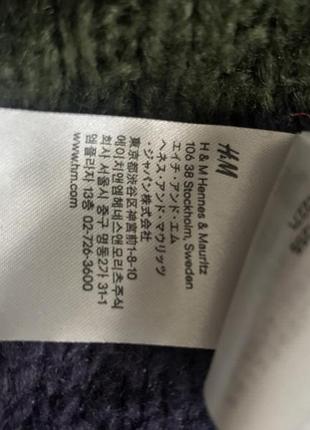 H&M
H & M Hennes & Mauritz
106 38 Stockholm, Sweden
エイチ・アンド・エム
ヘネス・アンド・マウリッツ
・ジャパン株式会社
東京都渋谷区神宮前1-8-10
에이치앤엠헤네스앤모리츠주식
회사 서울시 중구 명동2가 31-1
엠플라자 13층 02-726-3600
www.hm.com